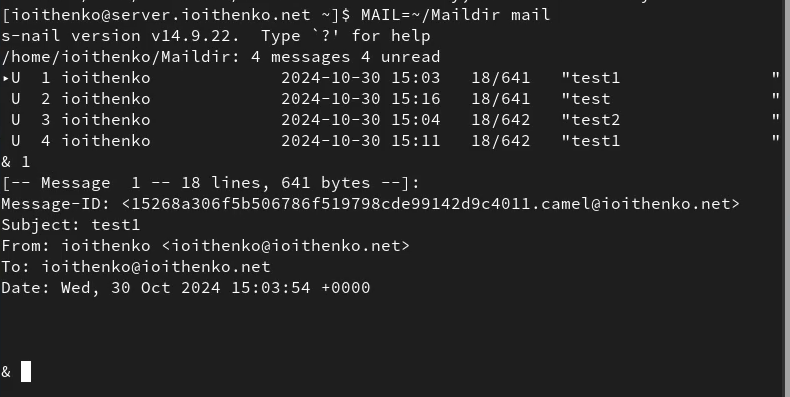 [ioithenko@server.ioithenko.net ~]$ MAIL=~/Maildir mail
s-nail version v14.9.22.  Type `?' for help
/home/ioithenko/Maildir: 4 messages 4 unread
▸U  1 ioithenko             2024-10-30 15:03   18/641   "test1               "
 U  2 ioithenko             2024-10-30 15:16   18/641   "test                "
 U  3 ioithenko             2024-10-30 15:04   18/642   "test2               "
 U  4 ioithenko             2024-10-30 15:11   18/642   "test1               "
& 1
[-- Message  1 -- 18 lines, 641 bytes --]:
Message-ID: <15268a306f5b506786f519798cde99142d9c4011.camel@ioithenko.net>
Subject: test1
From: ioithenko <ioithenko@ioithenko.net>
To: ioithenko@ioithenko.net
Date: Wed, 30 Oct 2024 15:03:54 +0000
&